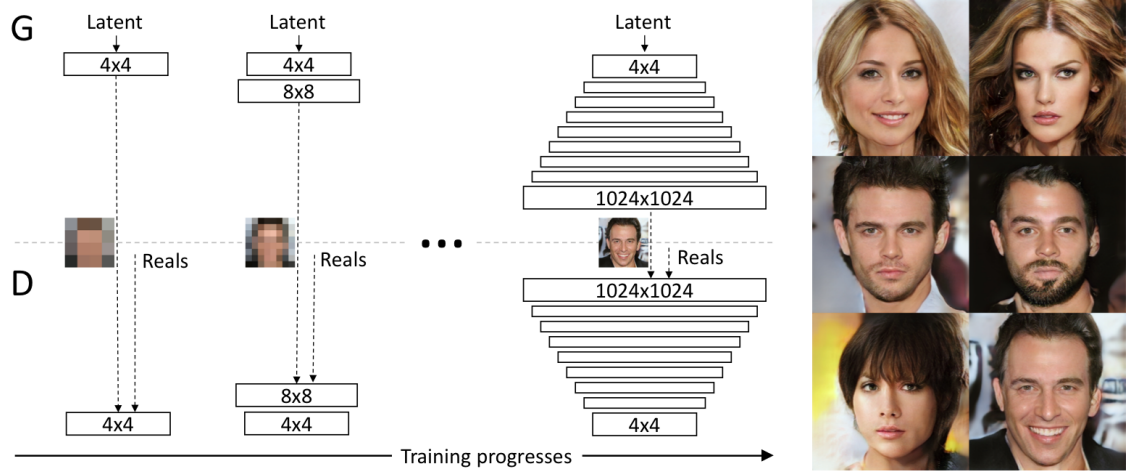 G
Latent
4x4
Latent
4x4
8x8
Latent
4x4
1024x1024
Reals
Reals
•••
Reals
D
1024x1024
8x8
4x4
4x4
4x4
Training progresses